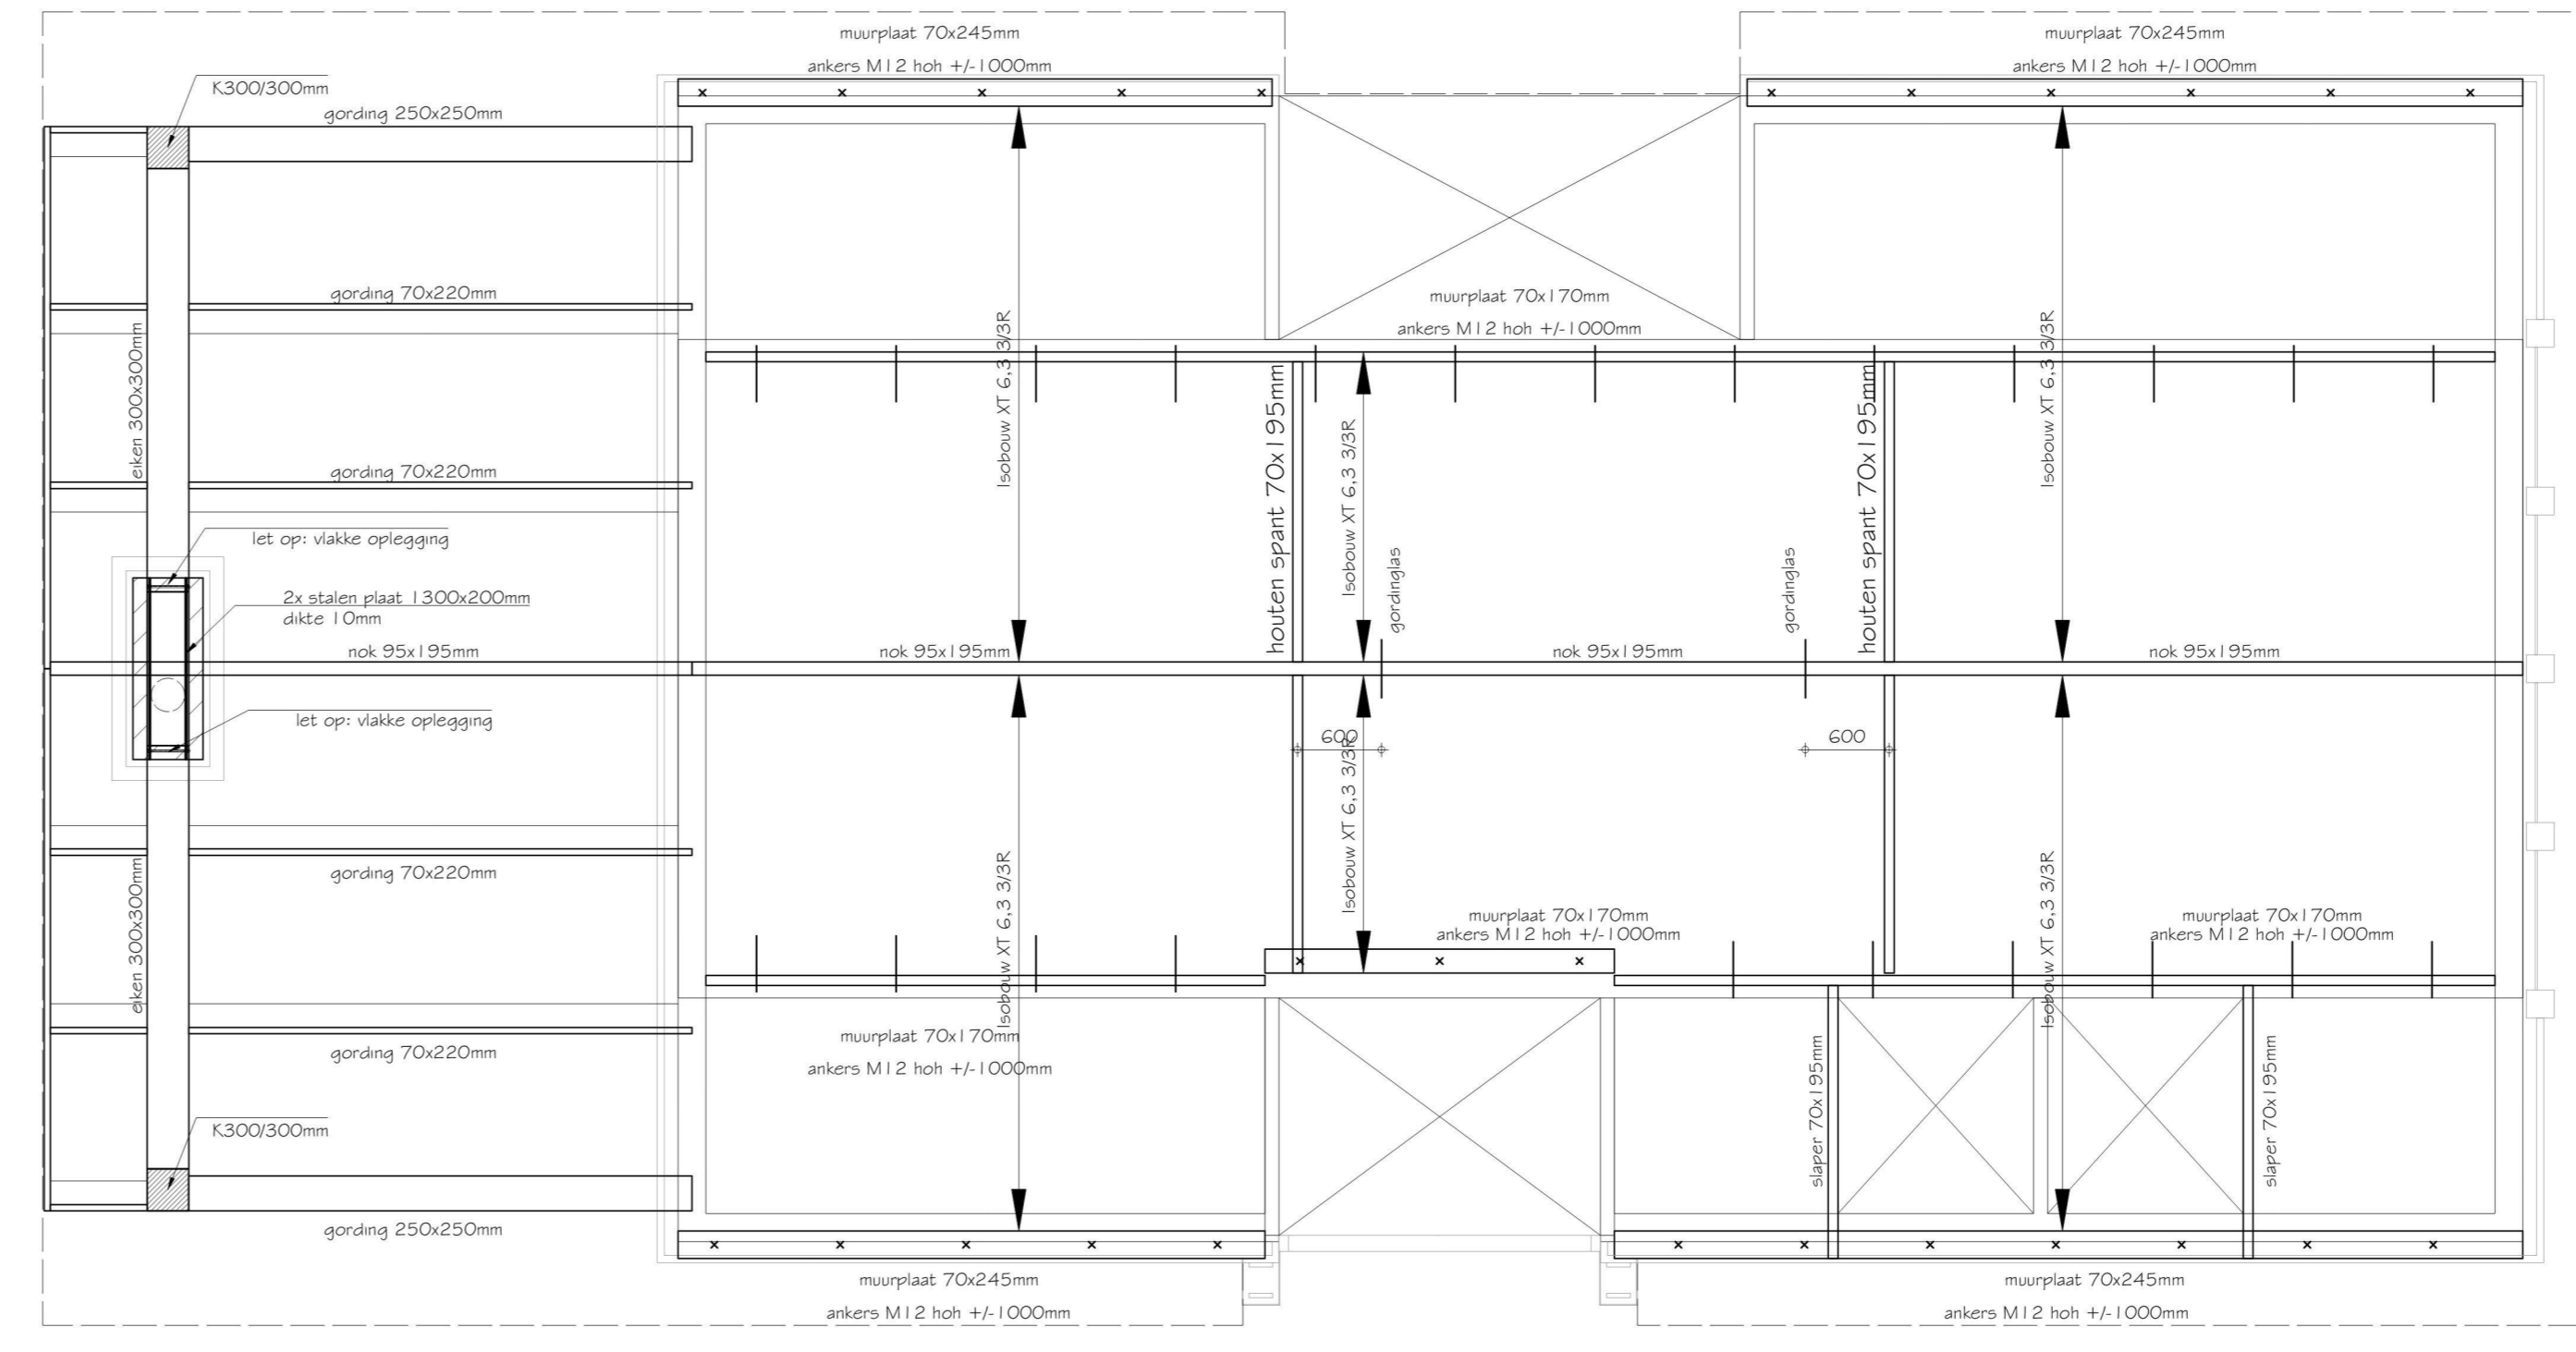 muurplaat 70x245mm
ankers M12 hoh +/-1000mm
muurplaat 70x245mm
ankers M12 hoh +/-1000mm
K300/300mm
gording 250x250mm
gording 70x220mm
muurplaat 70x170mm
ankers M12 hoh +/-1000mm
eiken 300x300mm
Isobouw XT 6,3 3/3R
houten spant 70x195mm
Isobouw XT 6,3 3/3R
houten spant 70x195mm
Isobouw XT 6,3 3/3R
gording 70x220mm
let op: vlakke oplegging
gordinglas
gordinglas
2x stalen plaat 1300x200mm
dikte 10mm
nok 95x195mm
nok 95x195mm
nok 95x195mm
nok 95x195mm
let op: vlakke oplegging
600
600
Isobouw XT 6,3 3/3R
gording 70x220mm
eiken 300x300mm
Isobouw XT 6,3 3/3R
Isobouw XT 6,3 3/3R
muurplaat 70x170mm
ankers M12 hoh +/-1000mm
muurplaat 70x170mm
ankers M12 hoh +/-1000mm
muurplaat 70x170mm
ankers M12 hoh +/-1000mm
gording 70x220mm
slaper 70x195mm
slaper 70x195mm
K300/300mm
gording 250x250mm
muurplaat 70x245mm
ankers M12 hoh +/-1000mm
muurplaat 70x245mm
ankers M12 hoh +/-1000mm